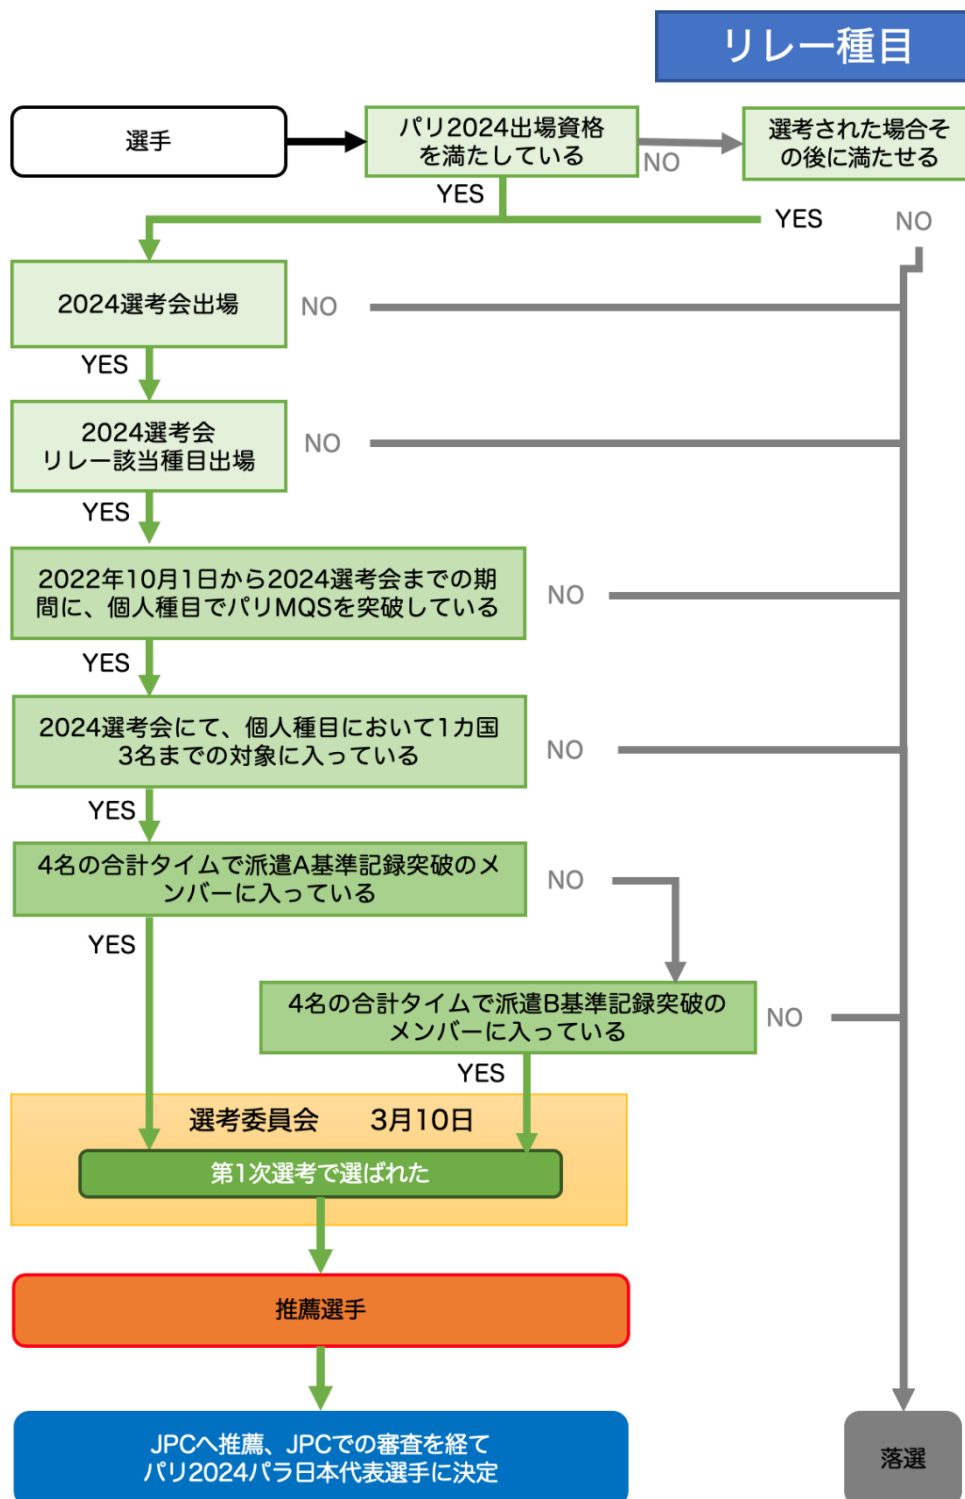 リレー種目
選手
パリ2024出場資格
を満たしている
NO
選考された場合そ
の後に満たせる
YES
YES
NO
2024選考会出場
NO
YES
2024選考会
リレー該当種目出場
NO
YES
2022年10月1日から2024選考会までの期
間に、個人種目でパリMQSを突破している
NO
YES
2024選考会にて、個人種目において1カ国
3名までの対象に入っている
NO
YES
4名の合計タイムで派遣A基準記録突破のメ
ンバーに入っている
NO
YES
4名の合計タイムで派遣B基準記録突破の
メンバーに入っている
NO
YES
選考委員会　3月10日
第1次選考で選ばれた
推薦選手
JPCへ推薦、JPCでの審査を経て
パリ2024パラ日本代表選手に決定
落選